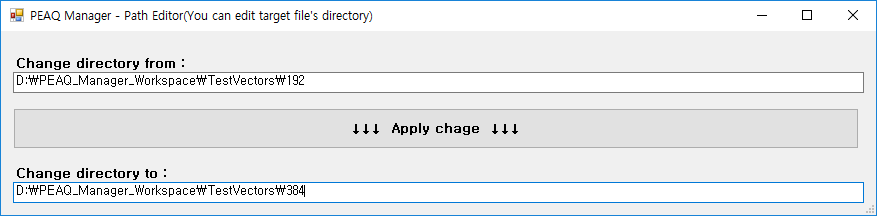 PEAQ Manager - Path Editor(You can edit target file's directory)
Change directory from :
D:₩PEAQ_Manager_Workspace₩TestVectors₩192
↓↓↓ Apply chage ↓↓↓
Change directory to :
D:₩PEAQ_Manager_Workspace₩TestVectors₩384